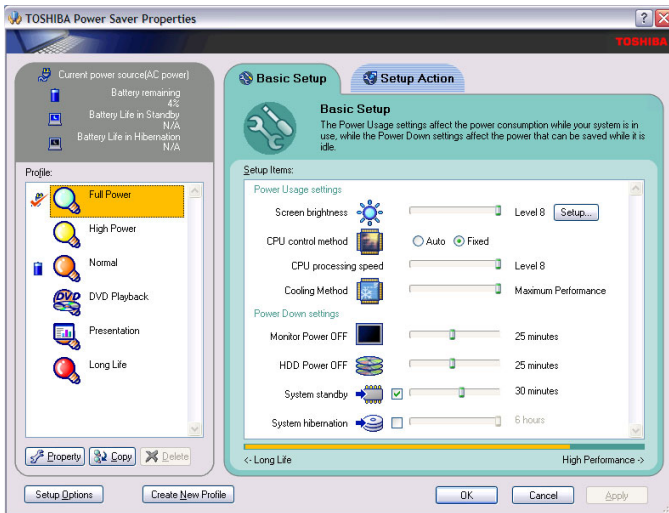 TOSHIBA Power Saver Properties
TOSHIBA
Current power source(AC power)
Battery remaining
4%
Battery Life in Standby
N/A
Battery Life in Hibernation
N/A
Profile:
Full Power
High Power
Normal
DVD
DVD Playback
Presentation
Long Life
Property
Copy
Delete
Basic Setup
Setup Action
Basic Setup
The Power Usage settings affect the power consumption while your system is in
use, while the Power Down settings affect the power that can be saved while it is
idle.
Setup Items:
Power Usage settings
Screen brightness
Level 8
Setup...
CPU control method
Auto
Fixed
CPU processing speed
Level 8
Cooling Method
Maximum Performance
Power Down settings
Monitor Power OFF
25 minutes
HDD Power OFF
25 minutes
System standby
30 minutes
System hibernation
6 hours
<- Long Life
High Performance ->
Setup Options
Create New Profile
OK
Cancel
Apply